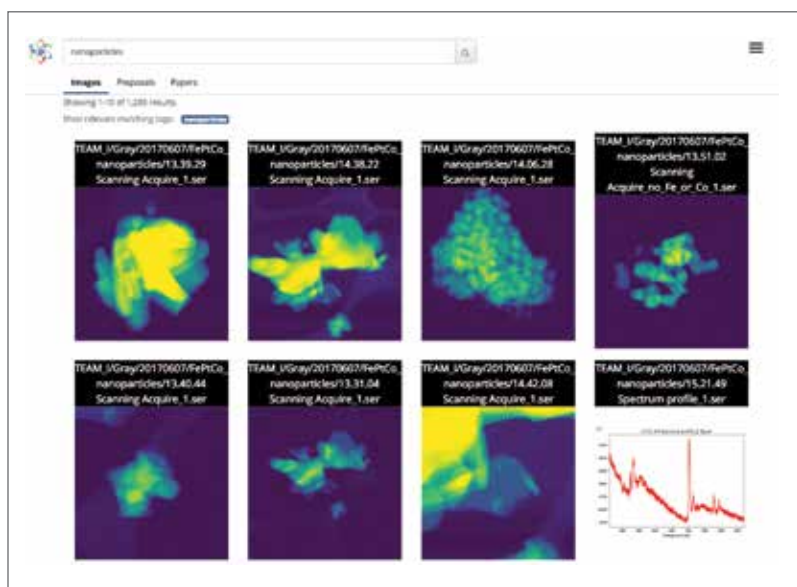 nanoparticles
Images Proposals Papers
Showing 1-10 of results
Most relevant matching tags: nanoparticles
TEAM_I/Gray/20170607/FePtCo_
nanoparticles/13.39.29
Scanning Acquire_1.ser
TEAM_I/Gray/20170607/FePtCo_
nanoparticles/14.38.22
Scanning Acquire_1.ser
TEAM_I/Gray/20170607/FePtCo_
nanoparticles/14.06.28
Scanning Acquire_1.ser
TEAM_I/Gray/20170607/FePtCo_
nanoparticles/13.51.02
Scanning
Acquire_no_Fe_or_Co_1.ser
TEAM_I/Gray/20170607/FePtCo_
nanoparticles/13.40.44
Scanning Acquire_1.ser
TEAM_I/Gray/20170607/FePtCo_
nanoparticles/13.31.04
Scanning Acquire_1.ser
TEAM_I/Gray/20170607/FePtCo_
nanoparticles/14.42.08
Scanning Acquire_1.ser
TEAM_I/Gray/20170607/FePtCo_
nanoparticles/15.21.49
Spectrum profile_1.ser